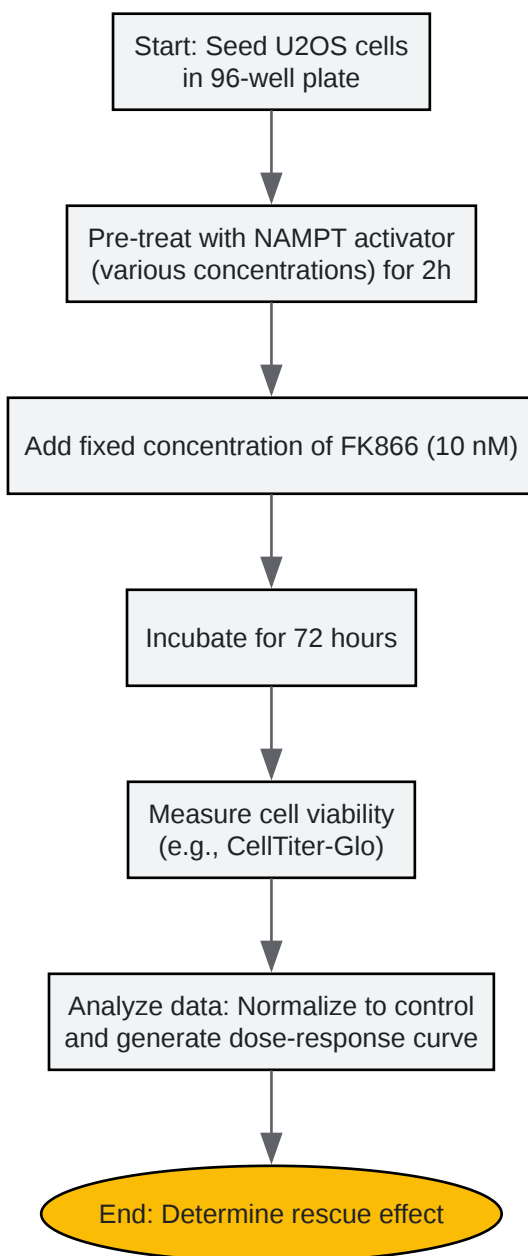 Start: Seed U2OS cells
in 96-well plate
Pre-treat with NAMPT activator
(various concentrations) for 2h
Add fixed concentration of FK866 (10 nM)
Incubate for 72 hours
Measure cell viability
(e.g., CellTiter-Glo)
Analyze data: Normalize to control
and generate dose-response curve
End: Determine rescue effect